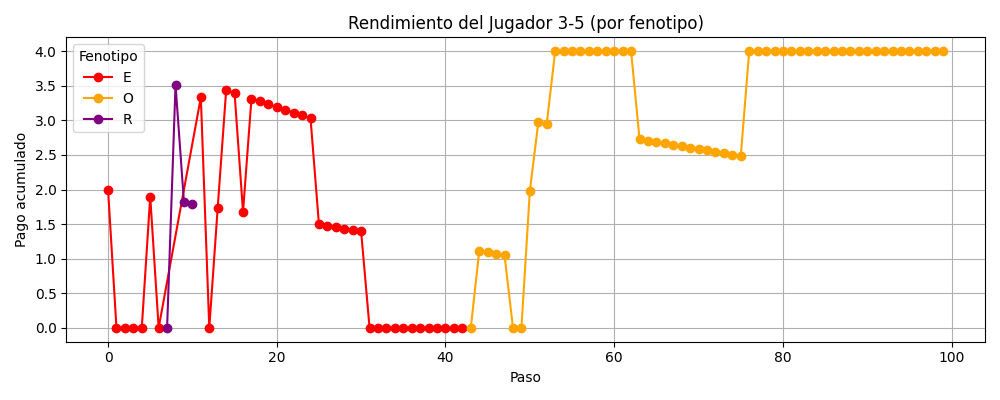 Rendimiento del Jugador 3-5 (por fenotipo)
Fenotipo
E
O
R
Pago acumulado
4.0
3.5
3.0
2.5
2.0
1.5
1.0
0.5
0.0
0 20 40 60 80 100
Paso